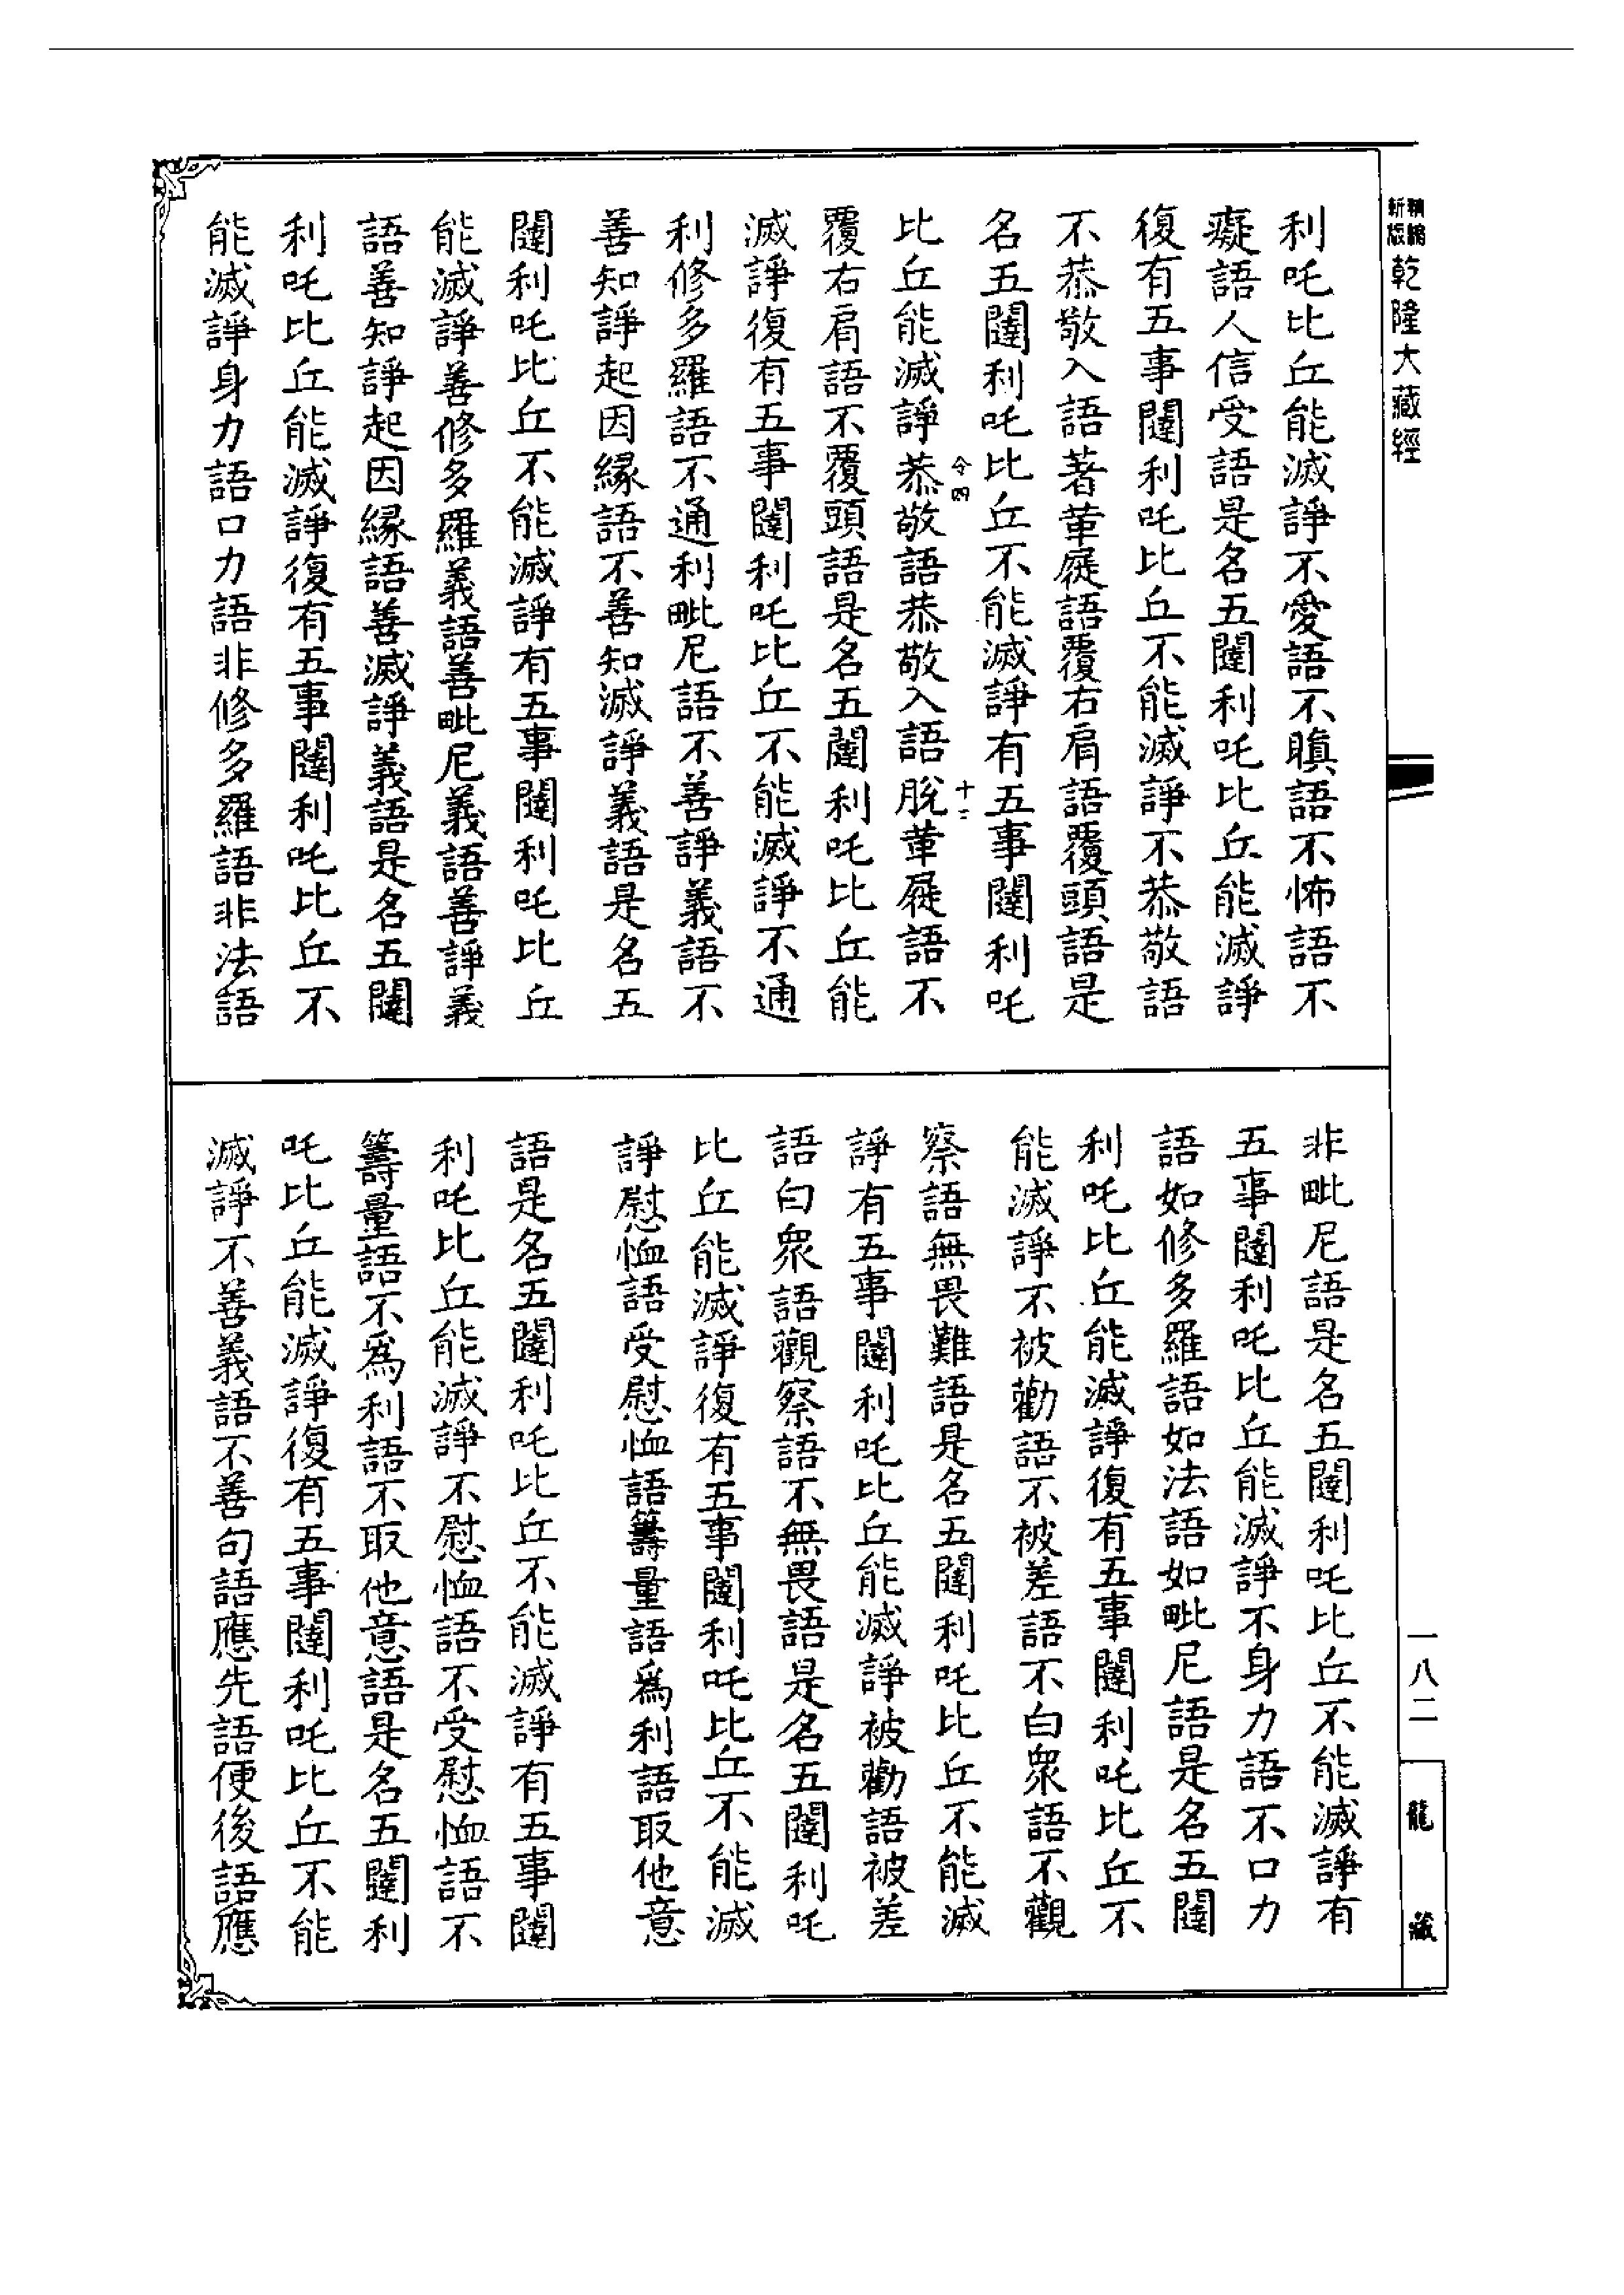 精縮新版乾隆大藏經
利吒比丘能滅諍不愛語不瞋語不怖語不
癡語人信受語是名五闥利吒比丘能滅諍
復有五事闥利吒比丘不能滅諍不恭敬語
不恭敬入語著革屣語覆右肩語覆頭語是
名五闥利吒比丘不能滅諍有五事闥利吒
令四 十三
比丘能滅諍恭敬語恭敬入語脫革屣語不
覆右肩語不覆頭語是名五闥利吒比丘能
滅諍復有五事闥利吒比丘不能滅諍不通
利修多羅語不通利毗尼語不善諍義語不
善知諍起因緣語不善知滅諍義語是名五
闥利吒比丘不能滅諍有五事闥利吒比丘
能滅諍善修多羅義語善毗尼義語善諍義
語善知諍起因緣語善滅諍義語是名五闥
利吒比丘能滅諍復有五事闥利吒比丘不
能滅諍身力語口力語非修多羅語非法語
非毗尼語是名五闥利吒比丘不能滅諍有
五事闥利吒比丘能滅諍不身力語不口力
語如修多羅語如法語如毗尼語是名五闥
利吒比丘能滅諍復有五事闥利吒比丘不
能滅諍不被勸語不被差語不白衆語不觀
察語無畏難語是名五闥利吒比丘不能滅
諍有五事闥利吒比丘能滅諍被勸語被差
語白衆語觀察語不無畏語是名五闥利吒
比丘能滅諍復有五事闥利吒比丘不能滅
諍慰恤語受慰恤語籌量語爲利語取他意
語是名五闥利吒比丘不能滅諍有五事闥
利吒比丘能滅諍不慰恤語不受慰恤語不
籌量語不爲利語不取他意語是名五闥利
吒比丘能滅諍復有五事闥利吒比丘不能
滅諍不善義語不善句語應先語便後語應
一八二
龍藏